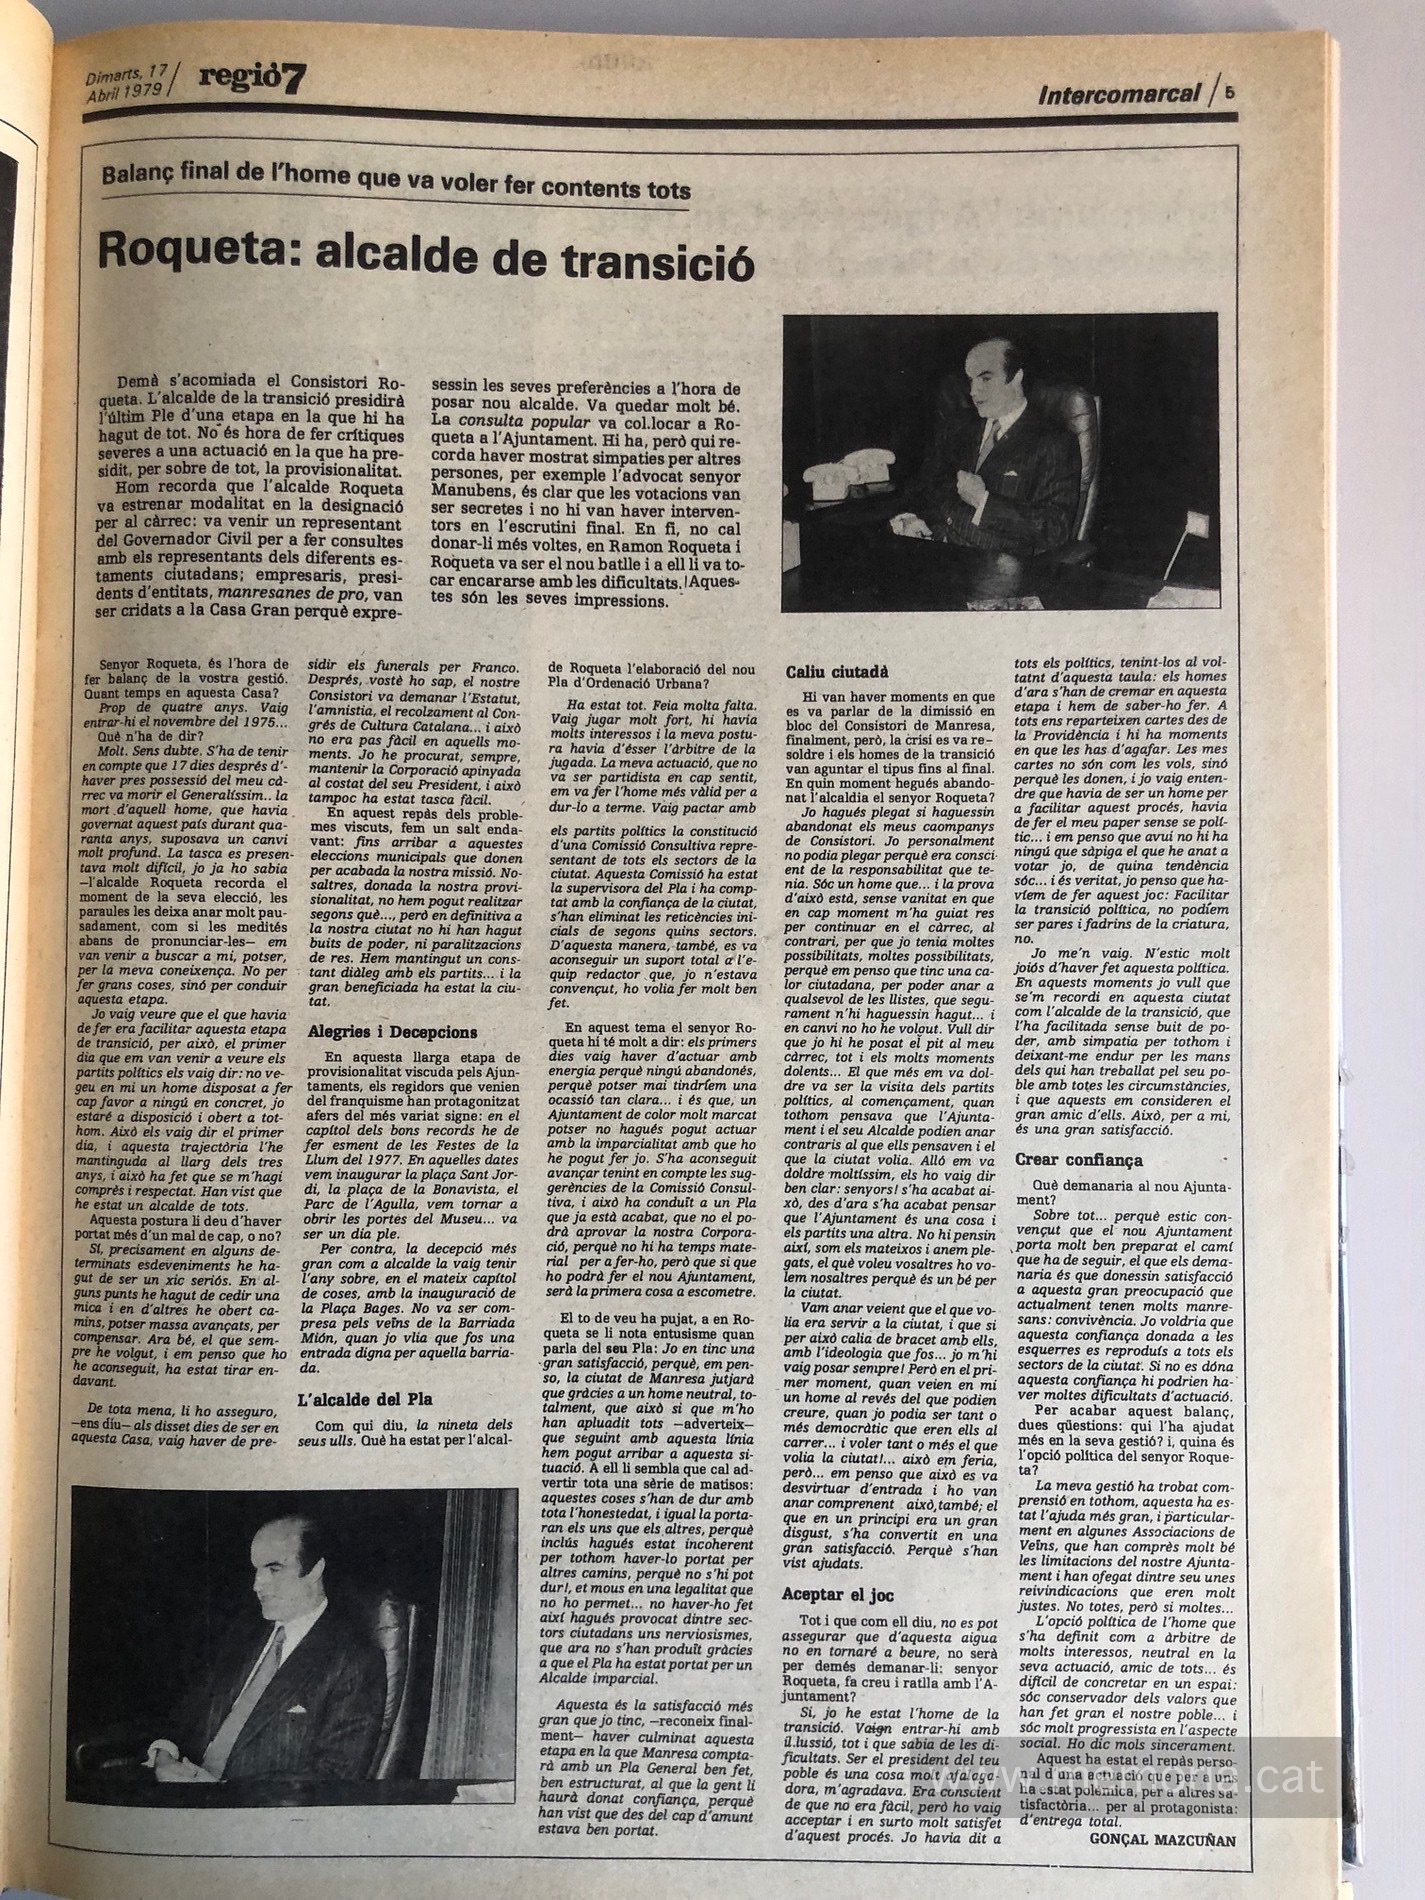 Dimarts, 17
Abril 1979
regió7
Intercomarcal / 5
Balanç final de l'home que va voler fer contents tots
Roqueta: alcalde de transició
Demà s'acomiada el Consistori Ro-
queta. L'alcalde de la transició presidirà
l'últim Ple d'una etapa en la que hi ha
hagut de tot. No és hora de fer crítiques
severes a una actuació en la que ha pre-
sidit, per sobre de tot, la provisionalitat.
Hom recorda que l'alcalde Roqueta
va estrenar modalitat en la designació
per al càrrec: va venir un representant
del Governador Civil per a fer consultes
amb els representants dels diferents es-
taments ciutadans; empresaris, presi-
dents d'entitats, manresanes de pro, van
ser cridats a la Casa Gran perquè expre-
sessin les seves preferències a l'hora de
posar nou alcalde. Va quedar molt bé.
La consulta popular va col.locar a Ro-
queta a l'Ajuntament. Hi ha, però qui re-
corda haver mostrat simpaties per altres
persones, per exemple l'advocat senyor
Manubens, és clar que les votacions van
ser secretes i no hi van haver interven-
tors en l'escrutini final. En fi, no cal
donar-li més voltes, en Ramon Roqueta i
Roqueta va ser el nou batlle i a ell li va to-
car encararse amb les dificultats. Aques-
tes són les seves impressions.
Senyor Roqueta, és l'hora de
fer balanç de la vostra gestió.
Quant temps en aquesta Casa?
Prop de quatre anys. Vaig
entrar-hi el novembre del 1975...
Què n'ha de dir?
Molt. Sens dubte. S'ha de tenir
en compte que 17 dies després d'-
haver pres possessió del meu cà-
rrec va morir el Generalíssim... la
mort d'aquell home, que havia
governat aquest país durant qua-
ranta anys, suposava un canvi
molt profund. La tasca es presen-
tava molt difícil, jo ja ho sabia
—l'alcalde Roqueta recorda el
moment de la seva elecció, les
paraules les deixa anar molt pau-
sadament, com si les medités
abans de pronunciar-les— em
van venir a buscar a mi, potser,
per la meva coneixença. No per
fer grans coses, sinó per conduir
aquesta etapa.
Jo vaig veure que el que havia
de fer era facilitar aquesta etapa
de transició, per això, el primer
dia que em van venir a veure els
partits polítics els vaig dir: no ve-
geu en mi un home disposat a fer
cap favor a ningú en concret, jo
estaré a disposició i obert a tot-
hom. Això els vaig dir el primer
dia, i aquesta trajectòria l'he
mantinguda al llarg dels tres
anys, i això ha fet que se m'hagi
comprès i respectat. Han vist que
he estat un alcalde de tots.
Aquesta postura li deu d'haver
portat més d'un mal de cap, o no?
Sí, precisament en alguns de-
terminats esdeveniments he ha-
gut de ser un xic seriós. En al-
guns punts he hagut de cedir una
mica i en d'altres he obert ca-
mins, potser massa avançats, per
compensar. Ara bé, el que sem-
pre he volgut, i em penso que ho
he aconseguit, ha estat tirar en-
davant.
De tota mena, li ho asseguro,
—ens diu— als disset dies de ser en
aquesta Casa, vaig haver de pre-
sidir els funerals per Franco.
Després, vostè ho sap, el nostre
Consistori va demanar l'Estatut,
l'amnistia, el recolzament al Con-
grés de Cultura Catalana... i això
no era pas fàcil en aquells mo-
ments. Jo he procurat, sempre,
mantenir la Corporació apinyada
al costat del seu President, i això
tampoc ha estat tasca fàcil.
En aquest repàs dels proble-
mes viscuts, fem un salt enda-
vant: fins arribar a aquestes
eleccions municipals que donen
per acabada la nostra missió. No-
saltres, donada la nostra provi-
sionalitat, no hem pogut realitzar
segons què..., però en definitiva a
la nostra ciutat no hi han hagut
buits de poder, ni paralitzacions
de res. Hem mantingut un cons-
tant diàleg amb els partits... i la
gran beneficiada ha estat la ciu-
tat.
Alegries i Decepcions
En aquesta llarga etapa de
provisionalitat viscuda pels Ajun-
taments, els regidors que venien
del franquisme han protagonitzat
afers del més variat signe: en el
capítol dels bons records he de
fer esment de les Festes de la
Llum del 1977. En aquelles dates
vem inaugurar la plaça Sant Jor-
di, la plaça de la Bonavista, el
Parc de l'Agulla, vem tornar a
obrir les portes del Museu... va
ser un dia ple.
Per contra, la decepció més
gran com a alcalde la vaig tenir
l'any sobre, en el mateix capítol
de coses, amb la inauguració de
la Plaça Bages. No va ser com-
presa pels veïns de la Barriada
Mión, quan jo vlia que fos una
entrada digna per aquella barria-
da.
L'alcalde del Pla
Com qui diu, la nineta dels
seus ulls. Què ha estat per l'alcal-
de Roqueta l'elaboració del nou
Pla d'Ordenació Urbana?
Ha estat tot. Feia molta falta.
Vaig jugar molt fort, hi havia
molts interessos i la meva postu-
ra havia d'ésser l'àrbitre de la
jugada. La meva actuació, que no
va ser partidista en cap sentit,
em va fer l'home més vàlid per a
dur-lo a terme. Vaig pactar amb
els partits polítics la constitució
d'una Comissió Consultiva repre-
sentant de tots els sectors de la
ciutat. Aquesta Comissió ha estat
la supervisora del Pla i ha comp-
tat amb la confiança de la ciutat,
s'han eliminat les reticències ini-
cials de segons quins sectors.
D'aquesta manera, també, es va
aconseguir un suport total a l'e-
quip redactor que, jo n'estava
convençut, ho volia fer molt ben
fet.
En aquest tema el senyor Ro-
queta hi té molt a dir: els primers
dies vaig haver d'actuar amb
energia perquè ningú abandonés,
perquè potser mai tindríem una
ocassió tan clara... i és que, un
Ajuntament de color molt marcat
potser no hagués pogut actuar
amb la imparcialitat amb que ho
he pogut fer jo. S'ha aconseguit
avançar tenint en compte les sug-
gerències de la Comissió Consul-
tiva, i això ha conduït a un Pla
que ja està acabat, que no el po-
drà aprovar la nostra Corpora-
ció, perquè no hi ha temps mate-
rial per a fer-ho, però que si que
ho podrà fer el nou Ajuntament,
serà la primera cosa a escometre.
El to de veu ha pujat, a en Ro-
queta se li nota entusisme quan
parla del seu Pla: Jo en tinc una
gran satisfacció, perquè, em pen-
so, la ciutat de Manresa jutjarà
que gràcies a un home neutral, to-
talment, que això si que m'ho
han apluadit tots —adverteix—
que seguint amb aquesta línia
hem pogut arribar a aquesta si-
tuació. A ell li sembla que cal ad-
vertir tota una sèrie de matisos:
aquestes coses s'han de dur amb
tota l'honestedat, i igual la porta-
ran els uns que els altres, perquè
inclús hagués estat incoherent
per tothom haver-lo portat per
altres camins, perquè no s'hi pot
dur!, et mous en una legalitat que
no ho permet... no haver-ho fet
així hagués provocat dintre sec-
tors ciutadans uns nerviosismes,
que ara no s'han produït gràcies
a que el Pla ha estat portat per un
Alcalde imparcial.
Aquesta és la satisfacció més
gran que jo tinc, —reconeix final-
ment— haver culminat aquesta
etapa en la que Manresa compta-
rà amb un Pla General ben fet,
ben estructurat, al que la gent li
haurà donat confiança, perquè
han vist que des del cap d'amunt
estava ben portat.
Caliu ciutadà
Hi van haver moments en que
es va parlar de la dimissió en
bloc del Consistori de Manresa,
finalment, però, la crisi es va re-
soldre i els homes de la transició
van aguntar el tipus fins al final.
En quin moment hegués abando-
nat l'alcaldia el senyor Roqueta?
Jo hagués plegat si haguessin
abandonat els meus caompanys
de Consistori. Jo personalment
no podia plegar perquè era consci-
ent de la responsabilitat que te-
nia. Sóc un home que... i la prova
d'això està, sense vanitat en que
en cap moment m'ha guiat res
per continuar en el càrrec, al
contrari, per que jo tenia moltes
possibilitats, moltes possibilitats,
perquè em penso que tinc una ca-
lor ciutadana, per poder anar a
qualsevol de les llistes, que segu-
rament n'hi haguessin hagut... i
en canvi no ho he volgut. Vull dir
que jo hi he posat el pit al meu
càrrec, tot i els molts moments
dolents... El que més em va dol-
dre va ser la visita dels partits
polítics, al començament, quan
tothom pensava que l'Ajunta-
ment i el seu Alcalde podien anar
contraris al que ells pensaven i el
que la ciutat volia. Alló em va
doldre moltíssim, els ho vaig dir
ben clar: senyors! s'ha acabat ai-
xò, des d'ara s'ha acabat pensar
que l'Ajuntament és una cosa i
els partits una altra. No hi pensin
així, som els mateixos i anem ple-
gats, el què voleu vosaltres ho vo-
lem nosaltres perquè és un bé per
la ciutat.
Vam anar veient que el que vo-
lia era servir a la ciutat, i que si
per això calia de bracet amb ells,
amb l'ideologia que fos... jo m'hi
vaig posar sempre! Però en el pri-
mer moment, quan veien en mi
un home al revés del que podien
creure, quan jo podia ser tant o
més democràtic que eren ells al
carrer... i voler tant o més el que
volia la ciutat!... això em feria,
però... em penso que això es va
desvirtuar d'entrada i ho van
anar comprenent això, també; el
que en un principi era un gran
disgust, s'ha convertit en una
gran satisfacció. Perquè s'han
vist ajudats.
Aceptar el joc
Tot i que com ell diu, no es pot
assegurar que d'aquesta aigua
no en tornaré a beure, no serà
per demés demanar-li: senyor
Roqueta, fa creu i ratlla amb l'A-
juntament?
Si, jo he estat l'home de la
transició. Vaign entrar-hi amb
il.lussió, tot i que sabia de les di-
ficultats. Ser el president del teu
poble és una cosa molt afalaga-
dora, m'agradava. Era conscient
de que no era fàcil, però ho vaig
acceptar i en surto molt satisfet
d'aquest procés. Jo havia dit a
tots els polítics, tenint-los al vol-
tatnt d'aquesta taula: els homes
d'ara s'han de cremar en aquesta
etapa i hem de saber-ho fer. A
tots ens reparteixen cartes des de
la Providència i hi ha moments
en que les has d'agafar. Les mes
cartes no són com les vols, sinó
perquè les donen, i jo vaig enten-
dre que havia de ser un home per
a facilitar aquest procés, havia
de fer el meu paper sense se polí-
tic... i em penso que avui no hi ha
ningú que sàpiga el que he anat a
votar jo, de quina tendència
sóc... i és veritat, jo penso que ha-
víem de fer aquest joc: Facilitar
la transició política, no podíem
ser pares i fadrins de la criatura,
no.
Jo me'n vaig. N'estic molt
joiós d'haver fet aquesta política.
En aquests moments jo vull que
se'm recordi en aquesta ciutat
com l'alcalde de la transició, que
l'ha facilitada sense buit de po-
der, amb simpatia per tothom i
deixant-me endur per les mans
dels qui han treballat pel seu po-
ble amb totes les circumstàncies,
i que aquests em consideren el
gran amic d'ells. Això, per a mi,
és una gran satisfacció.
Crear confiança
Què demanaria al nou Ajunta-
ment?
Sobre tot... perquè estic con-
vençut que el nou Ajuntament
porta molt ben preparat el camí
que ha de seguir, el que els dema-
naria és que donessin satisfacció
a aquesta gran preocupació que
actualment tenen molts manre-
sans: convivència. Jo voldria que
aquesta confiança donada a les
esquerres es reproduís a tots els
sectors de la ciutat. Si no es dóna
aquesta confiança hi podrien ha-
ver moltes dificultats d'actuació.
Per acabar aquest balanç,
dues qüestions: qui l'ha ajudat
més en la seva gestió? i, quina és
l'opció política del senyor Roque-
ta?
La meva gestió ha trobat com-
prensió en tothom, aquesta ha es-
tat l'ajuda més gran, i particular-
ment en algunes Associacions de
Veïns, que han comprès molt bé
les limitacions del nostre Ajunta-
ment i han ofegat dintre seu unes
reivindicacions que eren molt
justes. No totes, però si moltes...
L'opció política de l'home que
s'ha definit com a àrbitre de
molts interessos, neutral en la
seva actuació, amic de tots... és
difícil de concretar en un espai:
sóc conservador dels valors que
han fet gran el nostre poble... i
sóc molt progressista en l'aspecte
social. Ho dic mols sincerament.
Aquest ha estat el repàs perso-
nal d'una actuació que per a uns
ha estat polèmica, per a altres sa-
tisfactòria... per al protagonista:
d'entrega total.
GONÇAL MAZCUÑAN